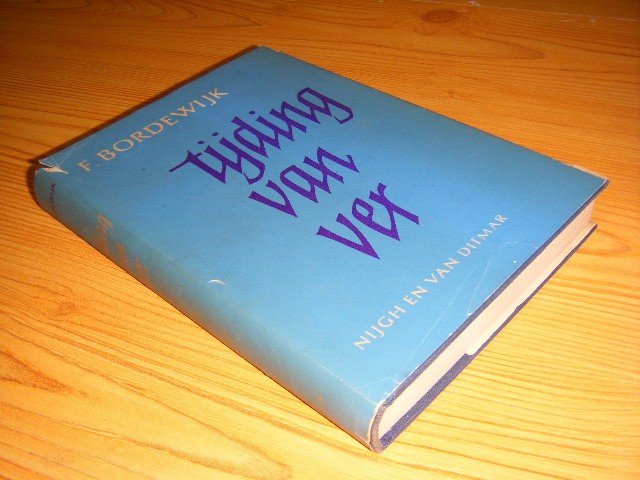 F. BORDEWIJK
tijding
van
ver
NIJGH EN VAN DITMAR